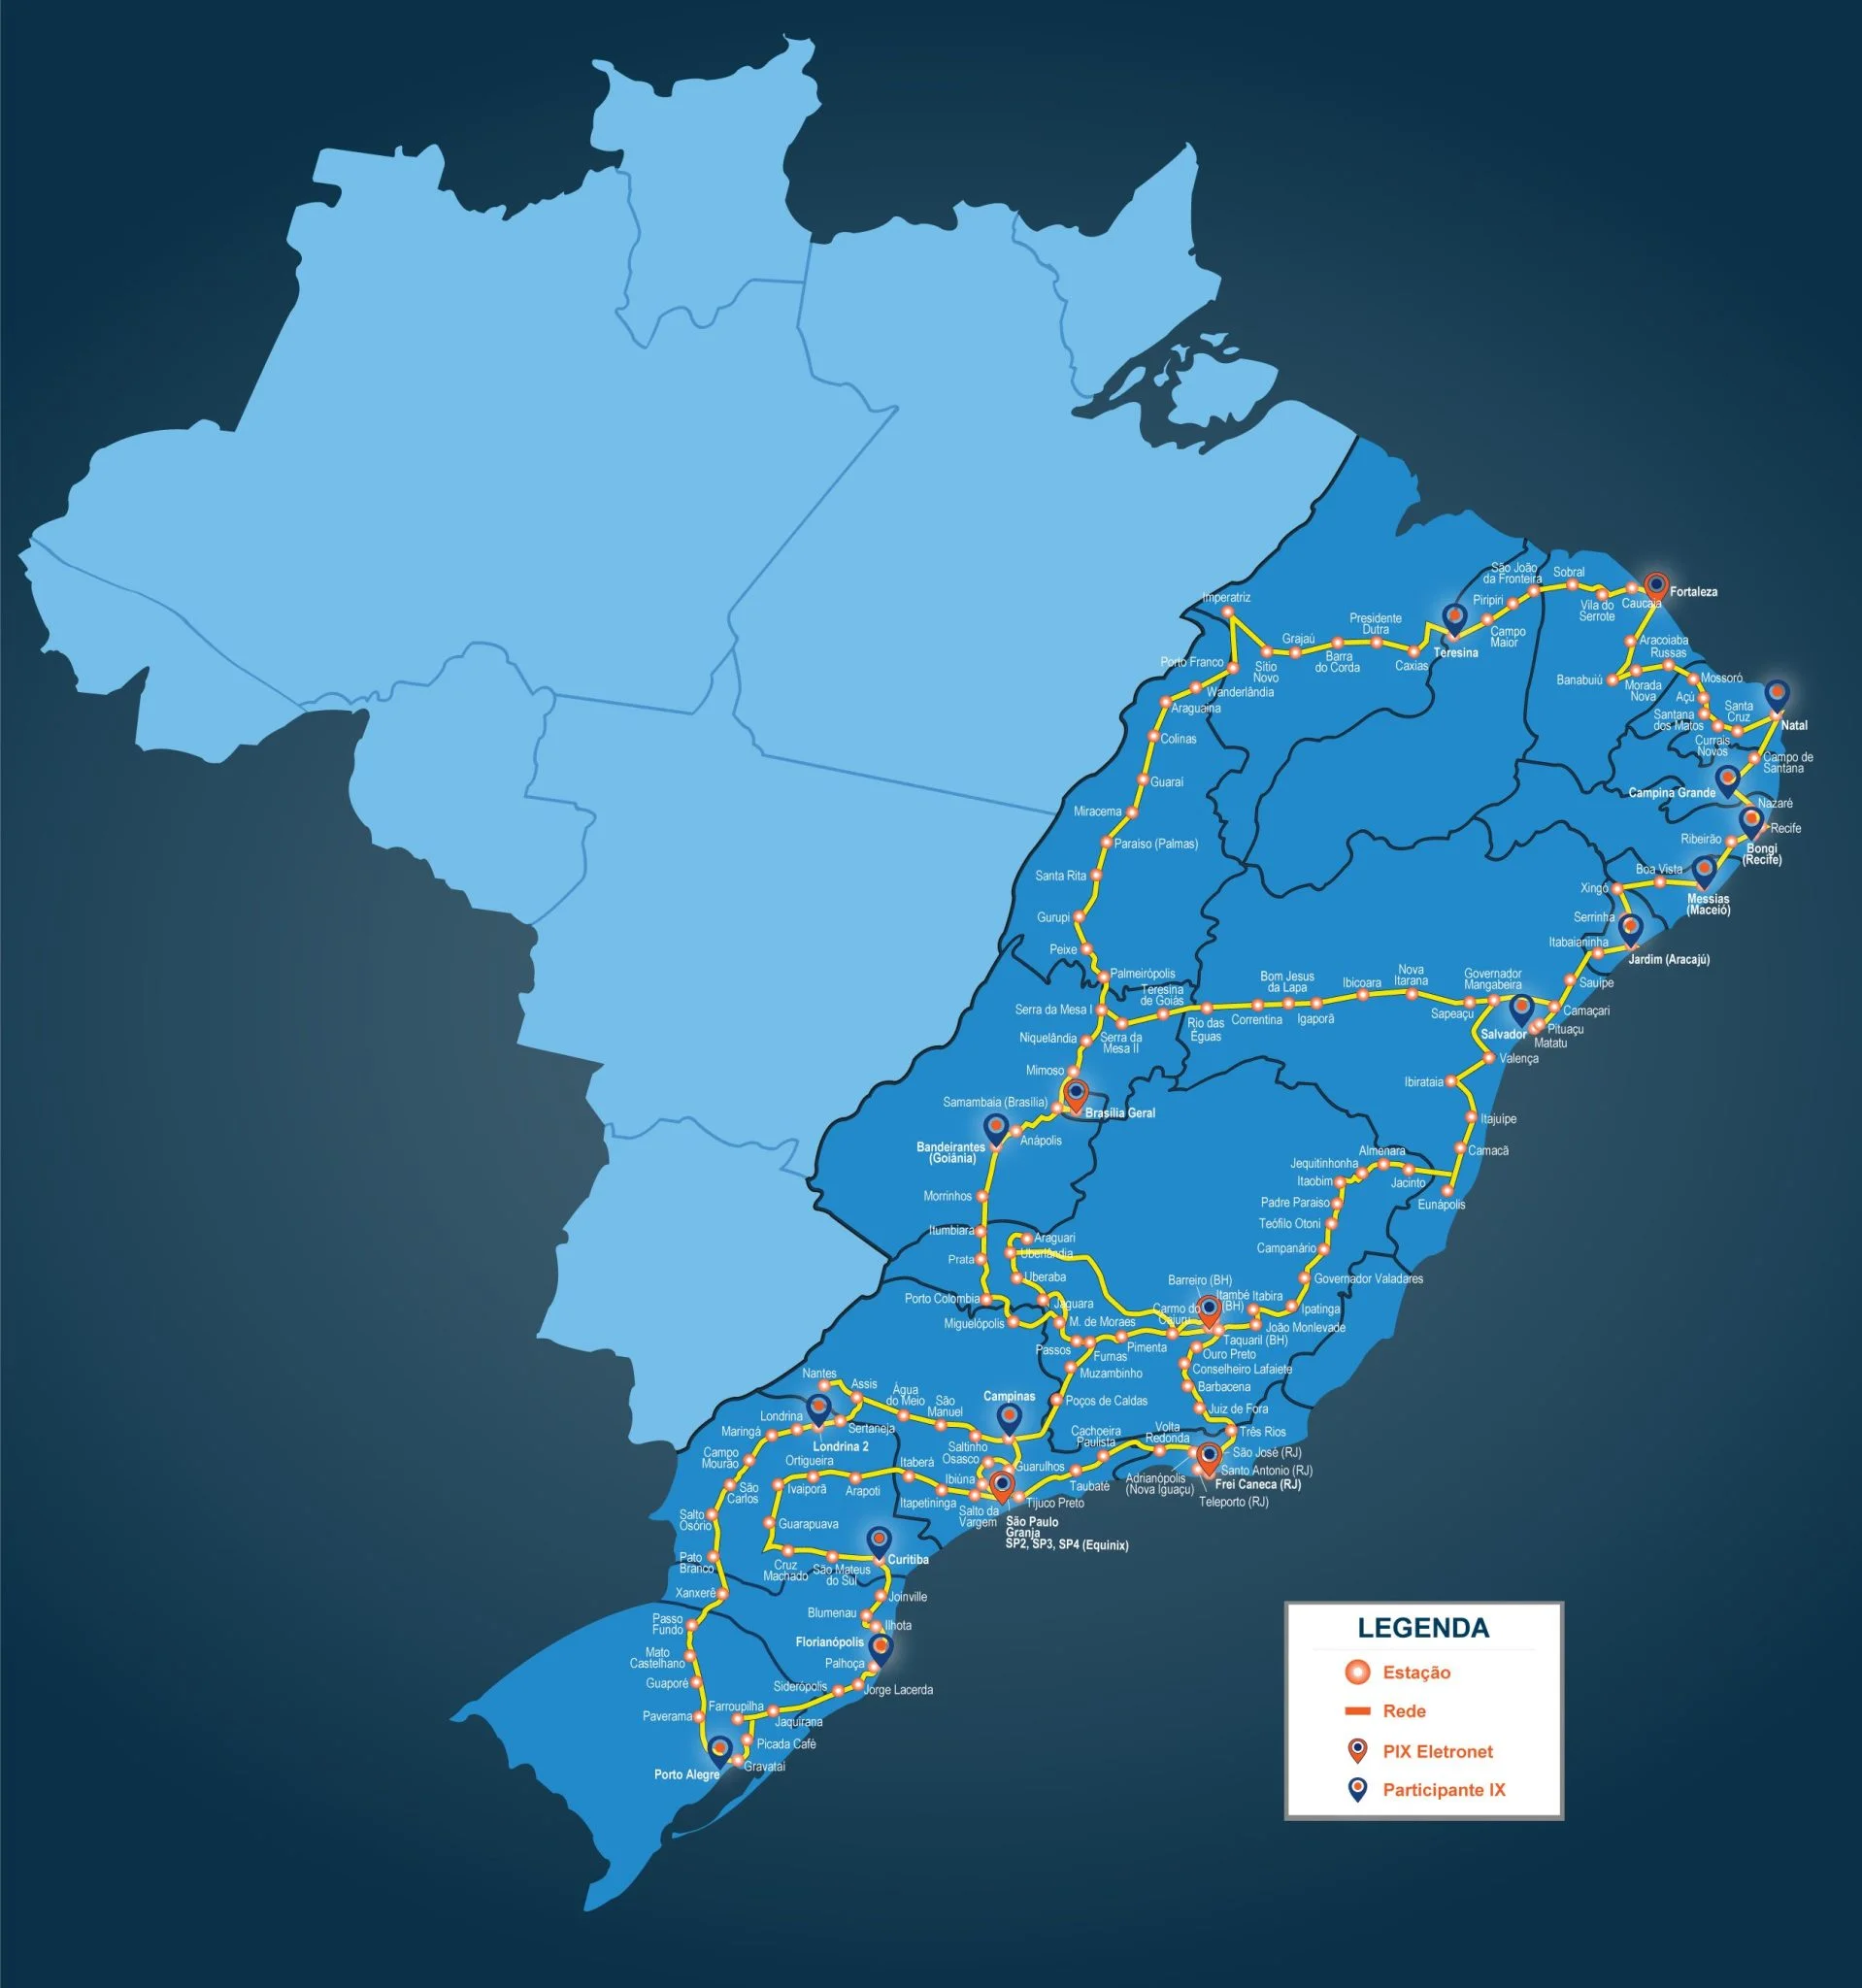 São João
da Fronteira
Sobral
Fortaleza
Imperatriz
Piripiri
Vila do
Serrote
Caucaia
Presidente
Dutra
Grajaú
Campo
Maior
Aracoiaba
Russas
Porto Franco
Sitio
Novo
Barra
do Corda
Caxias
Teresina
Banabuiú
Morada
Nova
Mossoró
Wanderlândia
Açú
Santa
Cruz
Araguaina
Santana
dos Matos
Natal
Colinas
Currais
Novos
Campo de
Santana
Guarai
Campina Grande
Nazaré
Miracema
Recife
Paraiso (Palmas)
Ribeirão
Bongi
(Recife)
Santa Rita
Boa Vista
Xingó
Messias
(Maceió)
Gurupi
Serrinha
Peixe
Itabaianinha
Jardim (Aracajú)
Palmeirópolis
Bom Jesus
da Lapa
Nova
Itarana
Governador
Mangabeira
Sauípe
Teresina
de Goiás
Ibicoara
Serra da Mesa I
Rio das
Éguas
Correntina
Igaporã
Sapeaçu
Camaçari
Niquelândia
Serra da
Mesa II
Salvador
Pituaçu
Matatu
Mimoso
Valença
Ibirataia
Samambaia (Brasília)
Brasília Geral
Itajuípe
Anápolis
Bandeirantes
(Goiânia)
Almenara
Camacã
Jequitinhonha
Itaobim
Jacinto
Morrinhos
Padre Paraiso
Eunápolis
Itumbiara
Teófilo Otoni
Araguari
Uberlândia
Campanário
Prata
Uberaba
Barreiro (BH)
Governador Valadares
Porto Colombia
Jaguara
Itambé
(BH)
Itabira
Carmo do
Cajuru
Ipatinga
Miguelópolis
M. de Moraes
João Monlevade
Taquaril (BH)
Passos
Furnas
Pimenta
Ouro Preto
Nantes
Muzambinho
Conselheiro Lafaiete
Assis
Barbacena
Água
do Meio
São
Manuel
Campinas
Poços de Caldas
Juiz de Fora
Londrina
Maringá
Sertaneja
Londrina 2
Cachoeira
Paulista
Volta
Redonda
Três Rios
Saltinho
Osasco
São José (RJ)
Campo
Mourão
Ortigueira
Itaberá
Guarulhos
Santo Antonio (RJ)
Ibiúna
Adrianópolis
(Nova Iguaçu)
Frei Caneca (RJ)
São
Carlos
Ivaiporã
Arapoti
Itapetininga
Taubaté
Teleporto (RJ)
Salto da
Vargem
Tijuco Preto
Salto
Osório
Guarapuava
São Paulo
Granja
SP2, SP3, SP4 (Equinix)
Pato
Branco
Cruz
Machado
São Mateus
do Sul
Curitiba
Xanxerê
Joinville
Passo
Fundo
Blumenau
Ilhota
Florianópolis
Mato
Castelhano
Palhoça
Guaporé
Siderópolis
Jorge Lacerda
Paverama
Farroupilha
Jaquirana
Picada Café
Porto Alegre
Gravatai
LEGENDA
Estação
Rede
PIX Eletronet
Participante IX